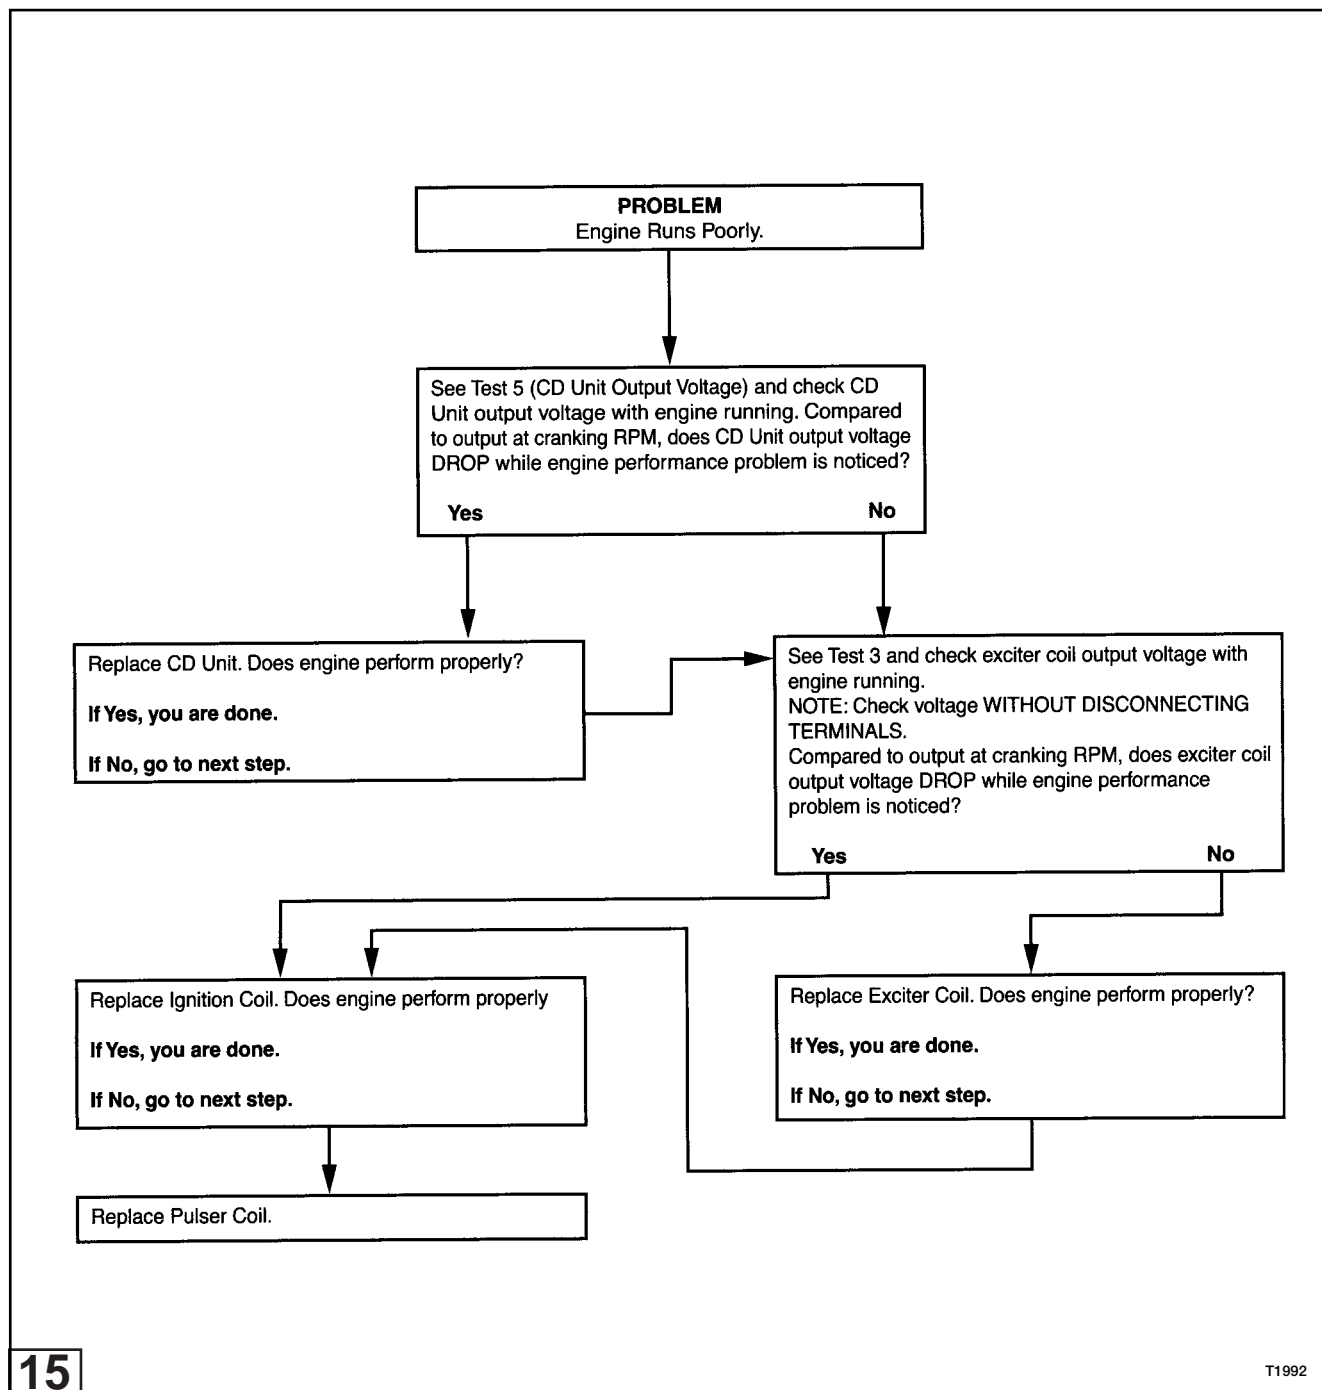 PROBLEM
Engine Runs Poorly.
See Test 5 (CD Unit Output Voltage) and check CD
Unit output voltage with engine running. Compared
to output at cranking RPM, does CD Unit output voltage
DROP while engine performance problem is noticed?
Yes No
Replace CD Unit. Does engine perform properly?
If Yes, you are done.
If No, go to next step.
See Test 3 and check exciter coil output voltage with
engine running.
NOTE: Check voltage WITHOUT DISCONNECTING
TERMINALS.
Compared to output at cranking RPM, does exciter coil
output voltage DROP while engine performance
problem is noticed?
Yes No
Replace Ignition Coil. Does engine perform properly
If Yes, you are done.
If No, go to next step.
Replace Exciter Coil. Does engine perform properly?
If Yes, you are done.
If No, go to next step.
Replace Pulser Coil.
15
T1992